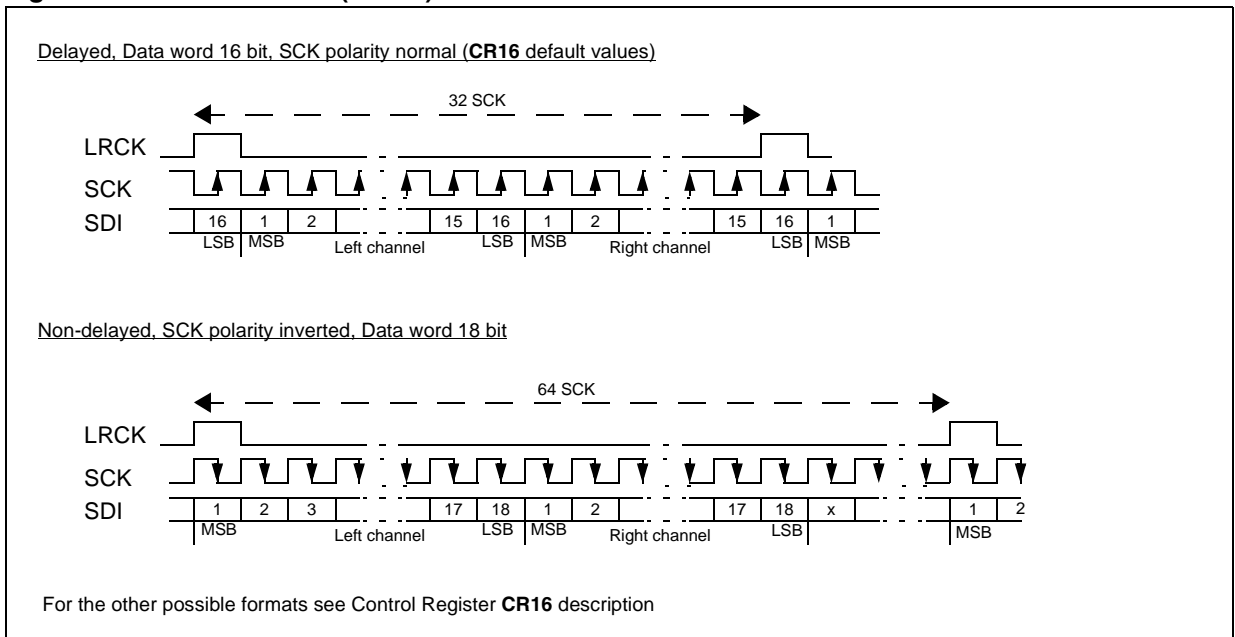 Delayed, Data word 16 bit, SCK polarity normal (CR16 default values)
32 SCK
LRCK
SCK
SDI
16 1 2 15 16 1 2 15 16 1
LSB MSB Left channel LSB MSB Right channel LSB MSB
Non-delayed, SCK polarity inverted, Data word 18 bit
64 SCK
LRCK
SCK
SDI
1 2 3 17 18 1 2 17 18 x 1 2
MSB Left channel LSB MSB Right channel LSB MSB
For the other possible formats see Control Register CR16 description